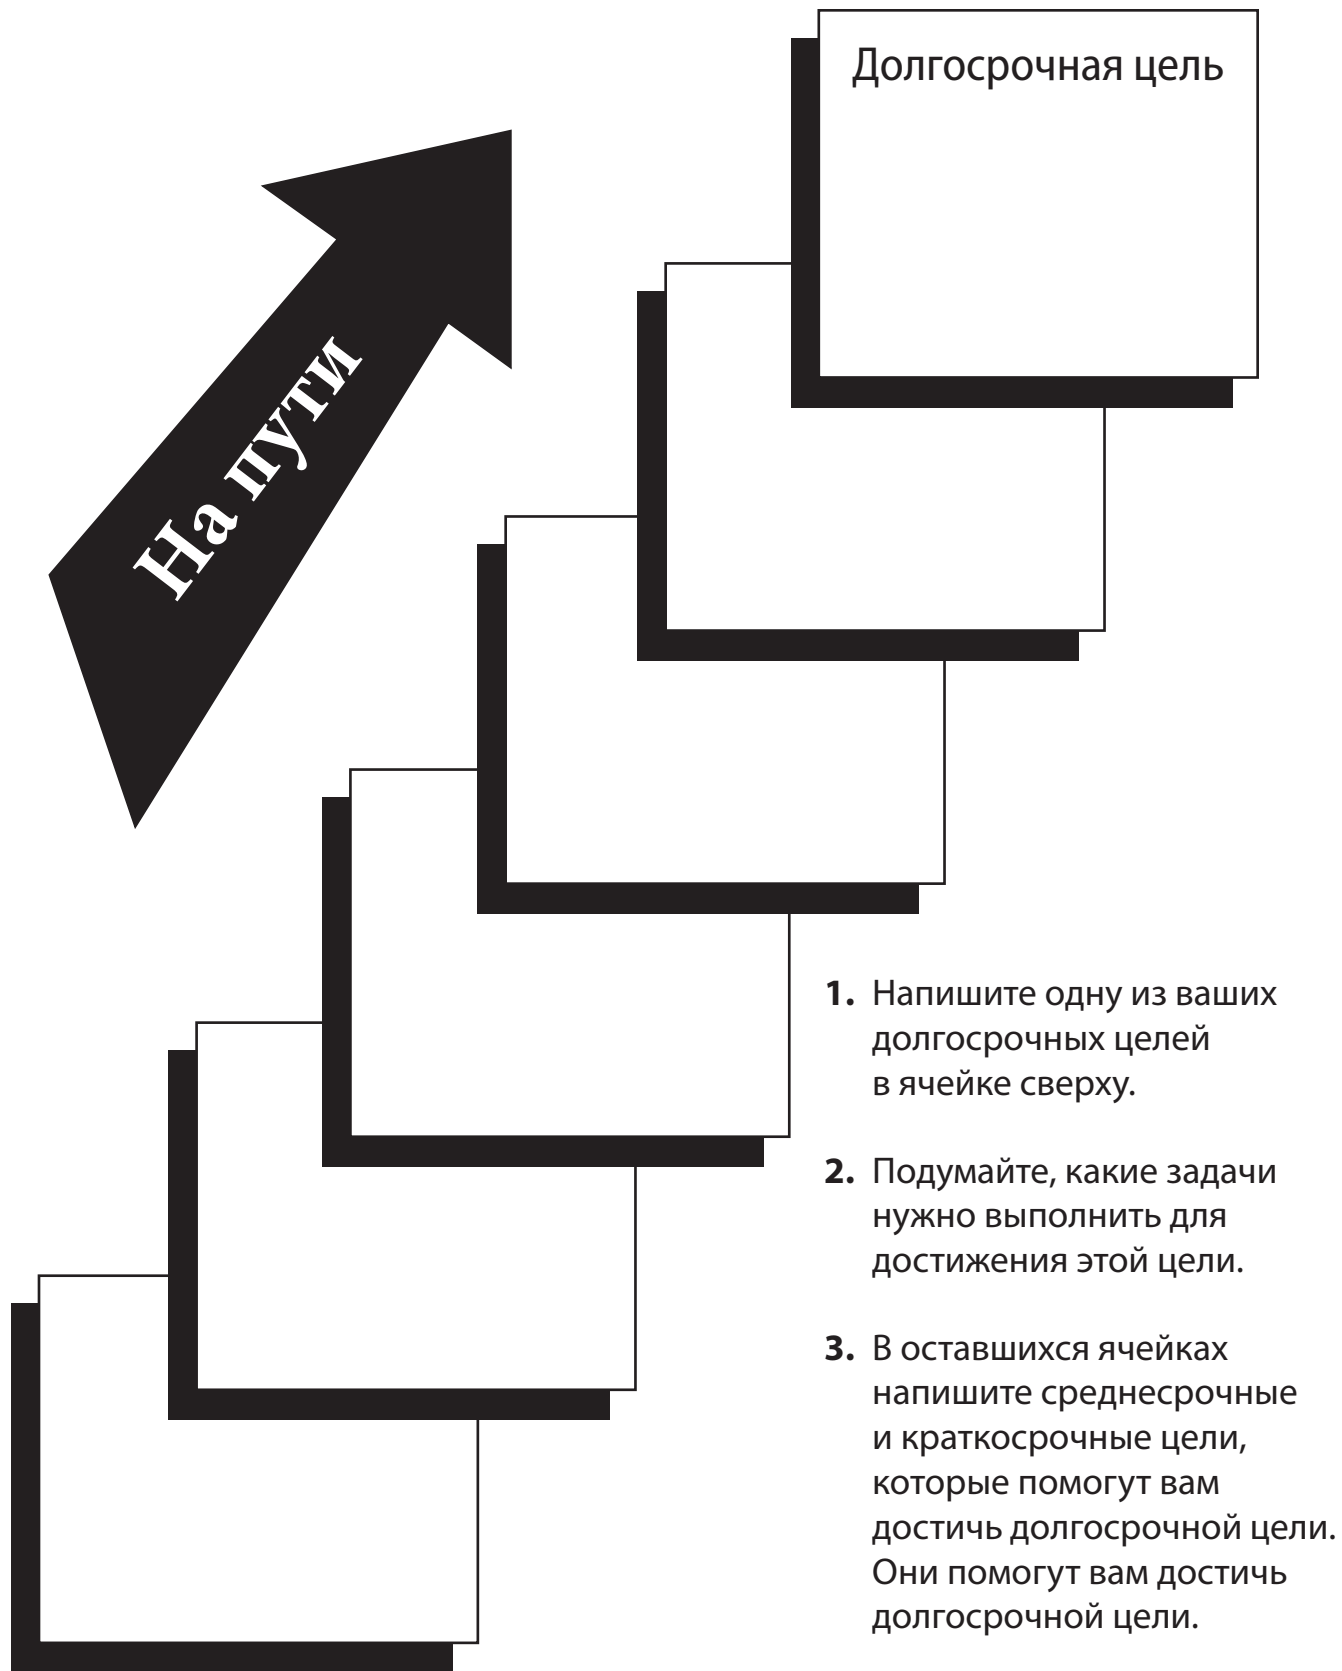 Долгосрочная цель
На пути
1. Напишите одну из ваших
долгосрочных целей
в ячейке сверху.
2. Подумайте, какие задачи
нужно выполнить для
достижения этой цели.
3. В оставшихся ячейках
напишите среднесрочные
и краткосрочные цели,
которые помогут вам
достичь долгосрочной цели.
Они помогут вам достичь
долгосрочной цели.